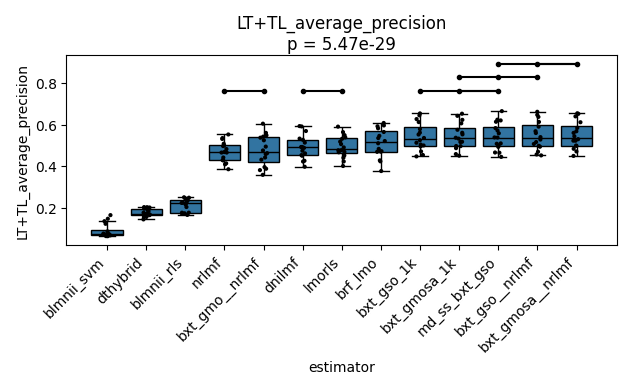 LT+TL_average_precision
p = 5.47e-29
LT+TL_average_precision
0.8
0.6
0.4
0.2
blmnii_svm
dthybrid
blmnii_rls
nrlmf
bxt_gmo__nrlmf
dnilmf
lmorls
brf_lmo
bxt_gso_1k
bxt_gmosa_1k
md_ss_bxt_gso
bxt_gso__nrlmf
bxt_gmosa__nrlmf
estimator